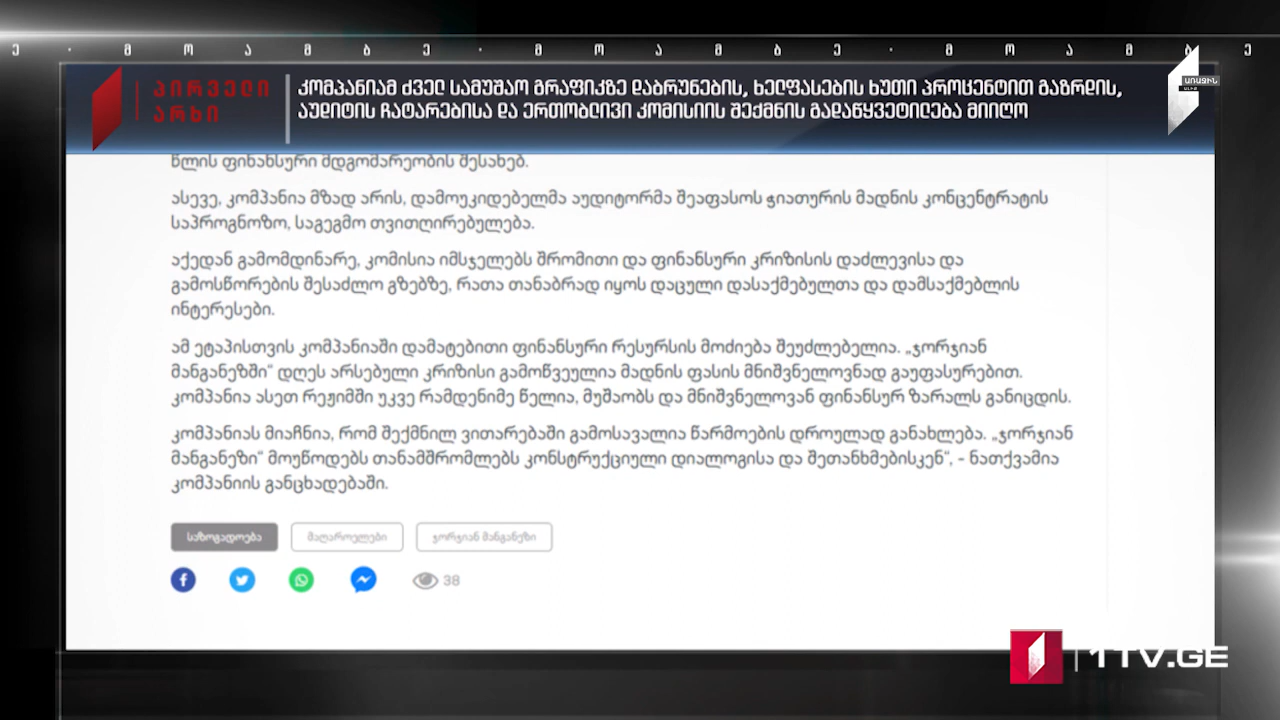 ე · მ ო ა მ ბ ე · მ ო ა მ ბ ე · მ ო ა მ ბ ე
პირველი
არხი
კომპანიამ ძველ სამუშაო გრაფიკზე დაბრუნების, ხელფასების ხუთი პროცენტით გაზრდის,
აუდიტის ჩატარებისა და ერთობლივი კომისიის შექმნის გადაწყვეტილება მიიღო
ԱՌԱՋԻՆ
ԱԼԻՔ
წლის ფინანსური მდგომარეობის შესახებ.
ასევე, კომპანია მზად არის, დამოუკიდებელმა აუდიტორმა შეაფასოს ჭიათურის მადნის კონცენტრატის
საპროგნოზო, საგეგმო თვითღირებულება.
აქედან გამომდინარე, კომისია იმსჯელებს შრომითი და ფინანსური კრიზისის დაძლევისა და
გამოსწორების შესაძლო გზებზე, რათა თანაბრად იყოს დაცული დასაქმებულთა და დამსაქმებლის
ინტერესები.
ამ ეტაპისთვის კომპანიაში დამატებითი ფინანსური რესურსის მოძიება შეუძლებელია. „ჯორჯიან
მანგანეზში“ დღეს არსებული კრიზისი გამოწვეულია მადნის ფასის მნიშვნელოვნად გაუფასურებით.
კომპანია ასეთ რეჟიმში უკვე რამდენიმე წელია, მუშაობს და მნიშვნელოვან ფინანსურ ზარალს განიცდის.
კომპანიას მიაჩნია, რომ შექმნილ ვითარებაში გამოსავალია წარმოების დროულად განახლება. „ჯორჯიან
მანგანეზი“ მოუწოდებს თანამშრომლებს კონსტრუქციული დიალოგისა და შეთანხმებისკენ“, - ნათქვამია
კომპანიის განცხადებაში.
საზოგადოება მაღაროელები ჯორჯიან მანგანეზი
38
1TV.GE